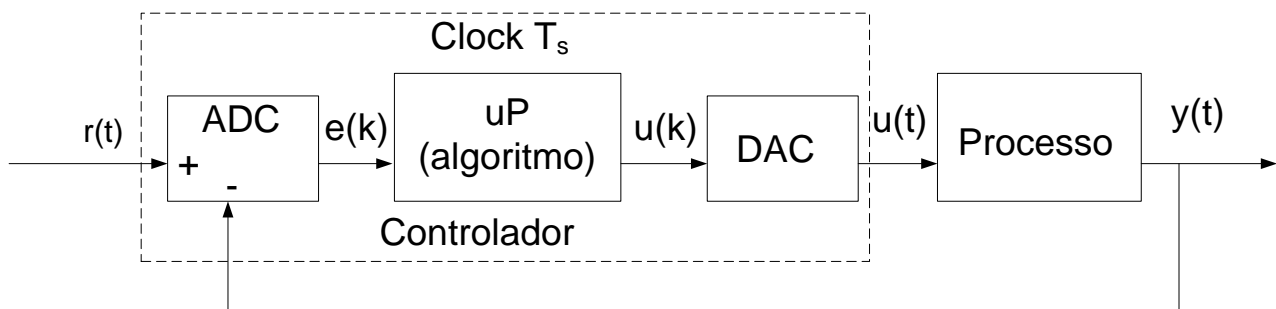 Clock Ts
r(t)
ADC
+
-
e(k)
uP
(algoritmo)
u(k)
DAC
u(t)
Processo
y(t)
Controlador